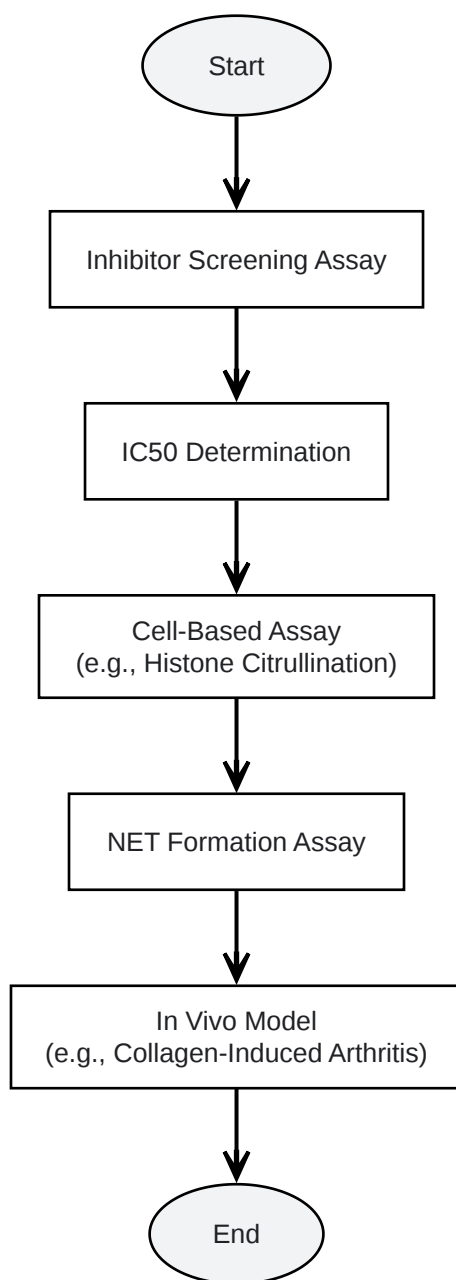 Start
Inhibitor Screening Assay
IC50 Determination
Cell-Based Assay
(e.g., Histone Citrullination)
NET Formation Assay
In Vivo Model
(e.g., Collagen-Induced Arthritis)
End